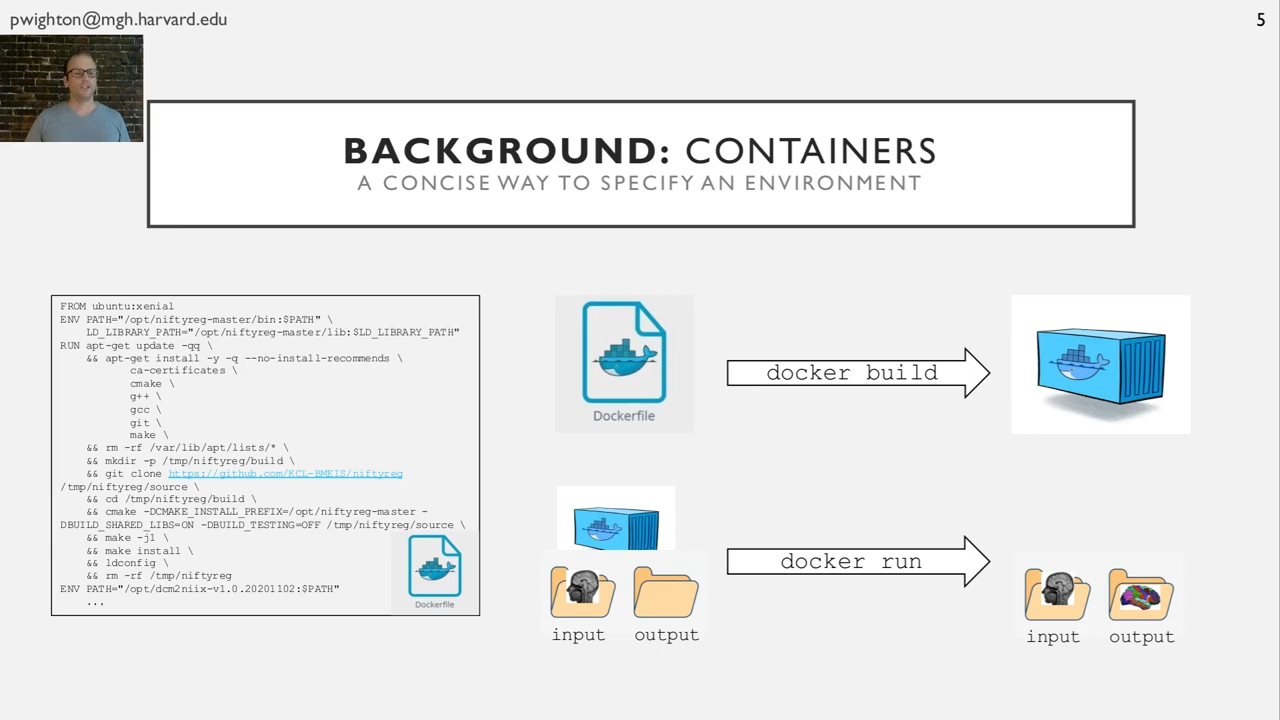 pwighton@mgh.harvard.edu
5
BACKGROUND: CONTAINERS
A CONCISE WAY TO SPECIFY AN ENVIRONMENT
FROM ubuntu:xenial
ENV PATH="/opt/niftyreg-master/bin:$PATH" \
LD_LIBRARY_PATH="/opt/niftyreg-master/lib:$LD_LIBRARY_PATH"
RUN apt-get update -qq \
&& apt-get install -y -q --no-install-recommends \
ca-certificates \
cmake \
g++ \
gcc \
git \
make \
&& rm -rf /var/lib/apt/lists/* \
&& mkdir -p /tmp/niftyreg/build \
&& git clone https://github.com/KCL-BMEIS/niftyreg
/tmp/niftyreg/source \
&& cd /tmp/niftyreg/build \
&& cmake -DCMAKE_INSTALL_PREFIX=/opt/niftyreg-master -
DBUILD_SHARED_LIBS=ON -DBUILD_TESTING=OFF /tmp/niftyreg/source \
&& make -j1 \
&& make install \
&& ldconfig \
&& rm -rf /tmp/niftyreg
ENV PATH="/opt/dcm2niix-v1.0.20201102:$PATH"
...
Dockerfile
Dockerfile
docker build
docker run
input
output
input
output